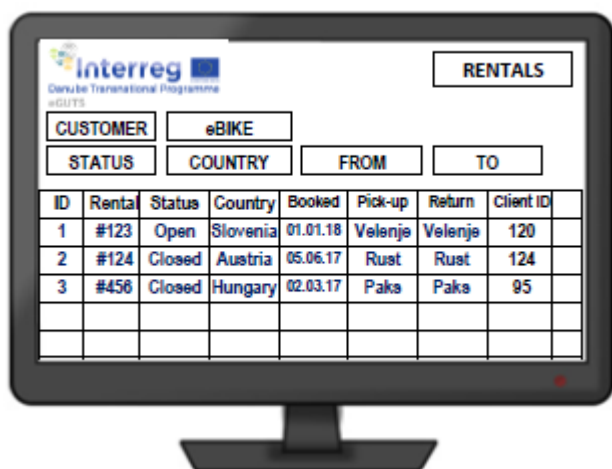 Interreg
RENTALS
Danube Transnational Programme
eGUTS
CUSTOMER eBIKE
STATUS COUNTRY FROM TO
ID Rental Status Country Booked Pick-up Return Client ID
1 #123 Open Slovenia 01.01.18 Velenje Velenje 120
2 #124 Closed Austria 05.06.17 Rust Rust 124
3 #456 Closed Hungary 02.03.17 Paks Paks 95